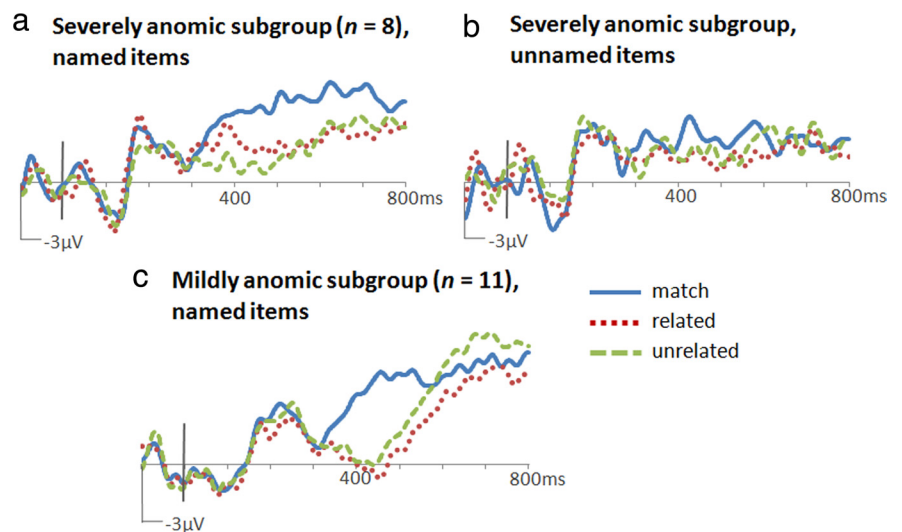 a
Severely anomic subgroup (n = 8),
named items
400
800ms
-3μV
b
Severely anomic subgroup,
unnamed items
400
800ms
-3μV
c
Mildly anomic subgroup (n = 11),
named items
400
800ms
-3μV
match
related
unrelated